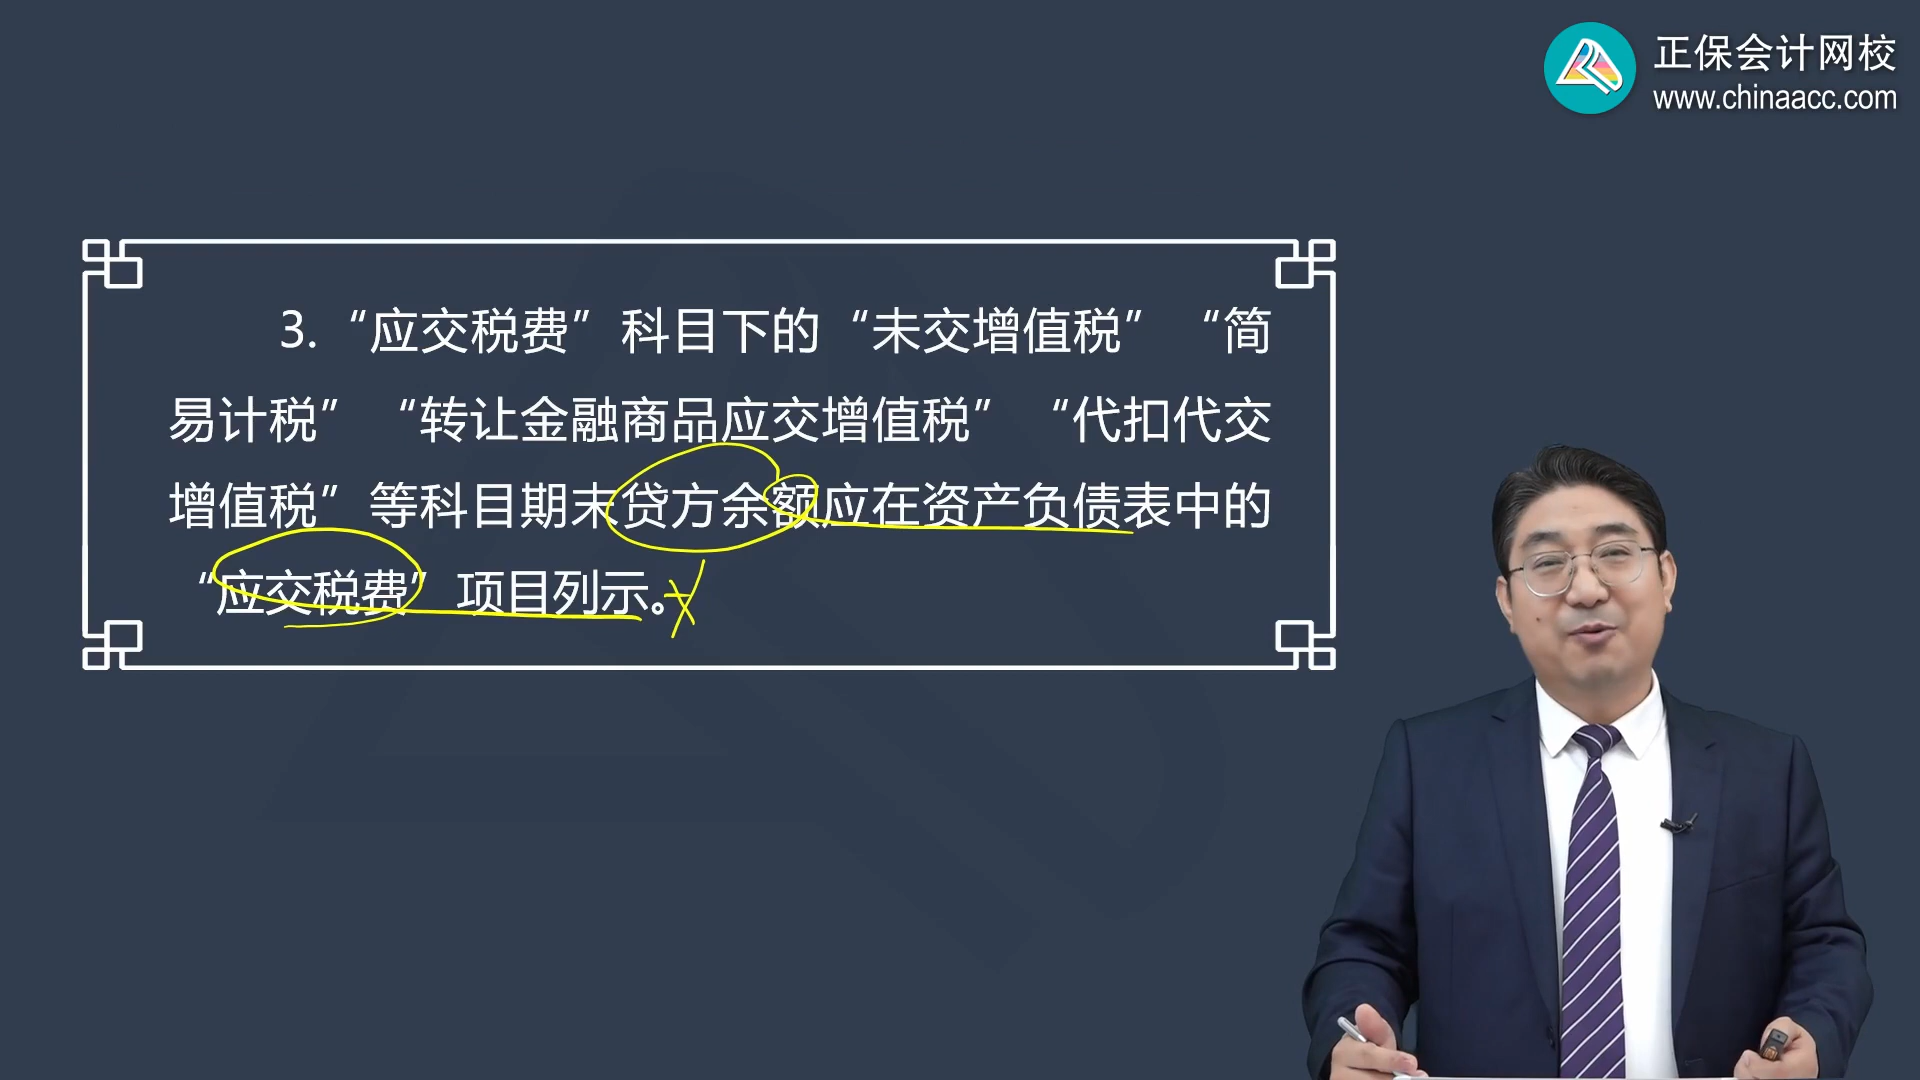 正保会计网校
www.chinaacc.com
3.“应交税费”科目下的“未交增值税”“简
易计税”“转让金融商品应交增值税”“代扣代交
增值税”等科目期末贷方余额应在资产负债表中的
“应交税费”项目列示。